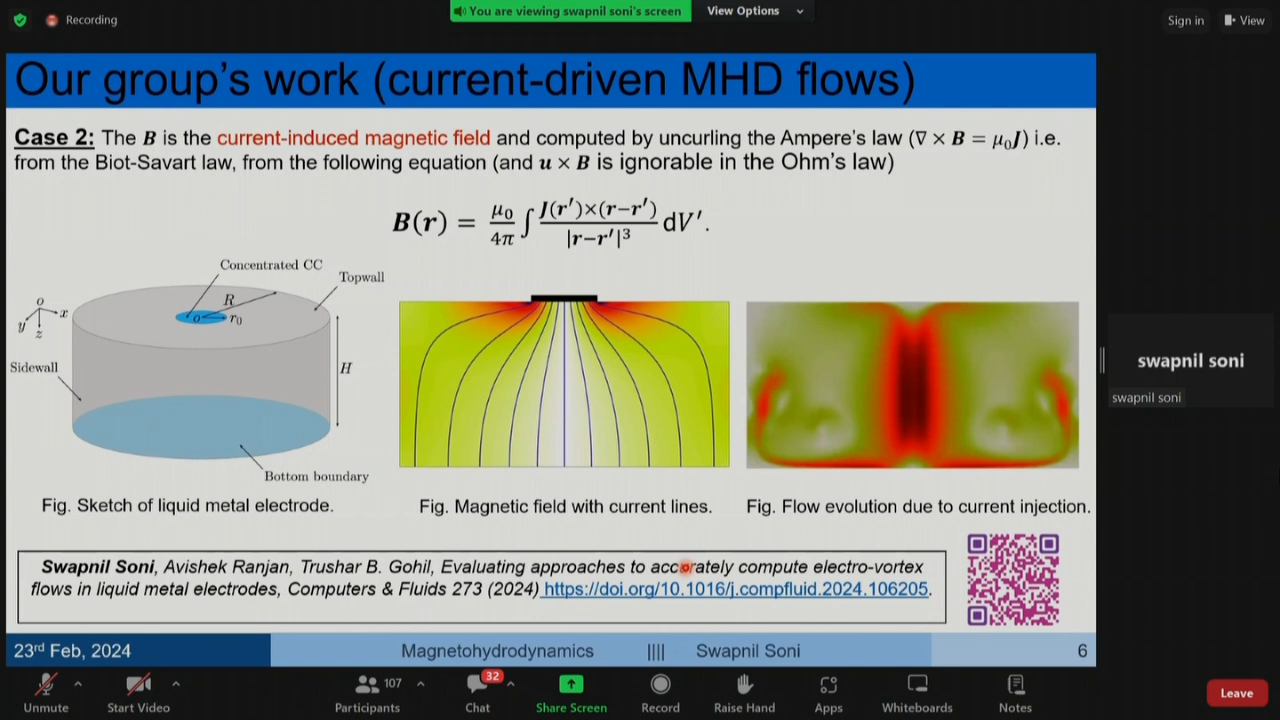 Recording
You are viewing swapnil soni's screen
View Options
Sign in
View
Our group's work (current-driven MHD flows)
Case 2: The B is the current-induced magnetic field and computed by uncurling the Ampere's law (∇ × B = μ₀J) i.e.
from the Biot-Savart law, from the following equation (and u × B is ignorable in the Ohm's law)
B(r) = μ₀/4π ∫ J(r′)×(r−r′)/|r−r′|³ dV′.
Concentrated CC
Topwall
R
o
x
y
z
o
r₀
Sidewall
H
Bottom boundary
Fig. Sketch of liquid metal electrode.
Fig. Magnetic field with current lines.
Fig. Flow evolution due to current injection.
Swapnil Soni, Avishek Ranjan, Trushar B. Gohil, Evaluating approaches to accurately compute electro-vortex
flows in liquid metal electrodes, Computers & Fluids 273 (2024) https://doi.org/10.1016/j.compfluid.2024.106205.
23rd Feb, 2024
Magnetohydrodynamics |||| Swapnil Soni
6
swapnil soni
swapnil soni
Unmute
Start Video
107
Participants
32
Chat
Share Screen
Record
Raise Hand
Apps
Whiteboards
Notes
Leave